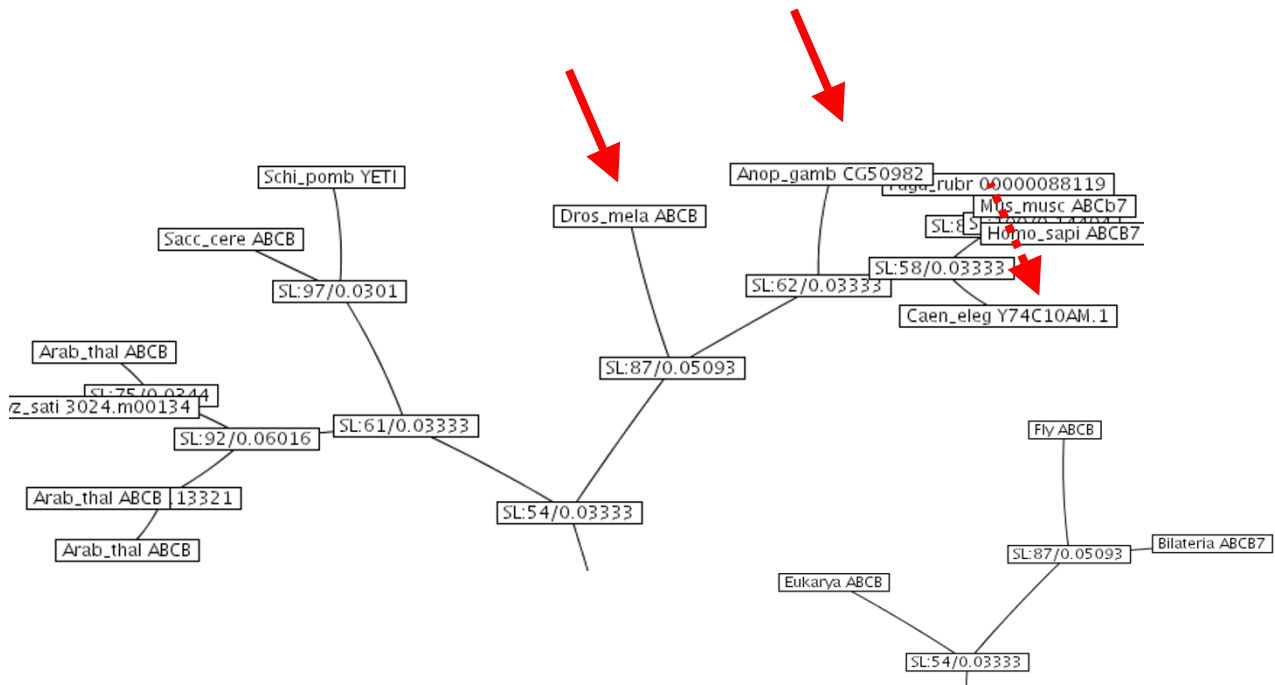 Schi_pomb YETI
Anop_gamb CG50982
00000088119
Mus_musc ABCb7
Dros_mela ABCB
Sacc_cere ABCB
Homo_sapi ABCB7
SL:58/0.03333
SL:62/0.03333
SL:97/0.0301
Caen_eleg Y74C10AM.1
Arab_thal ABCB
SL:87/0.05093
SL:75/0.0344
sati 3024.m00134
SL:61/0.03333
SL:92/0.06016
Fly ABCB
Arab_thal ABCB
.13321
SL:54/0.03333
Arab_thal ABCB
Bilateria ABCB7
SL:87/0.05093
Eukarya ABCB
SL:54/0.03333